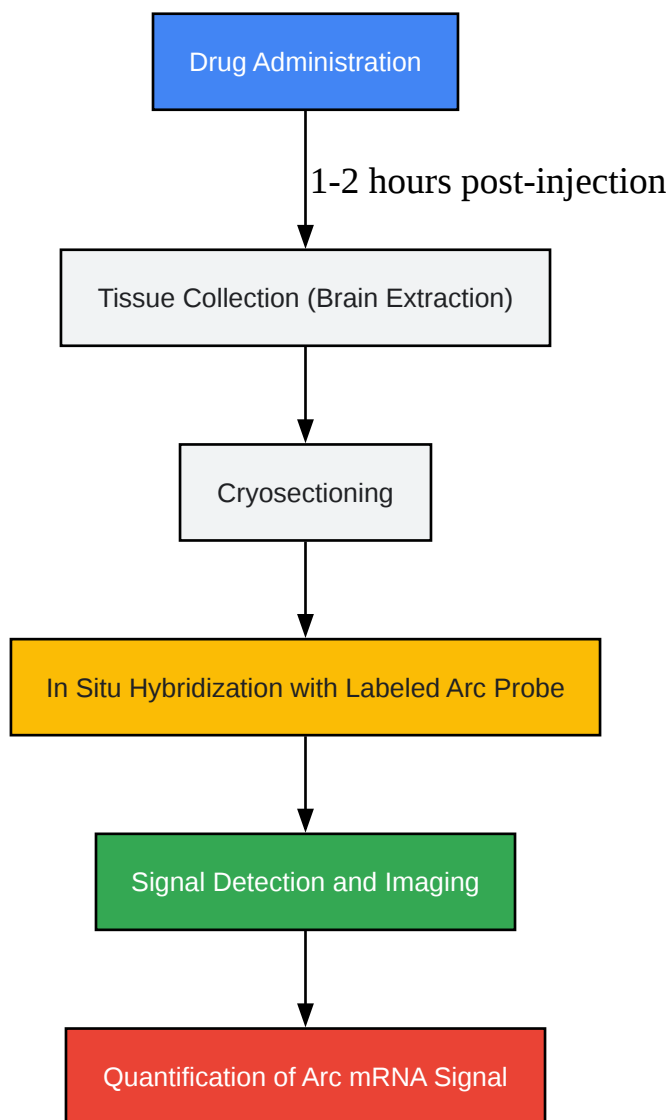 Drug Administration
1-2 hours post-injection
Tissue Collection (Brain Extraction)
Cryosectioning
In Situ Hybridization with Labeled Arc Probe
Signal Detection and Imaging
Quantification of Arc mRNA Signal